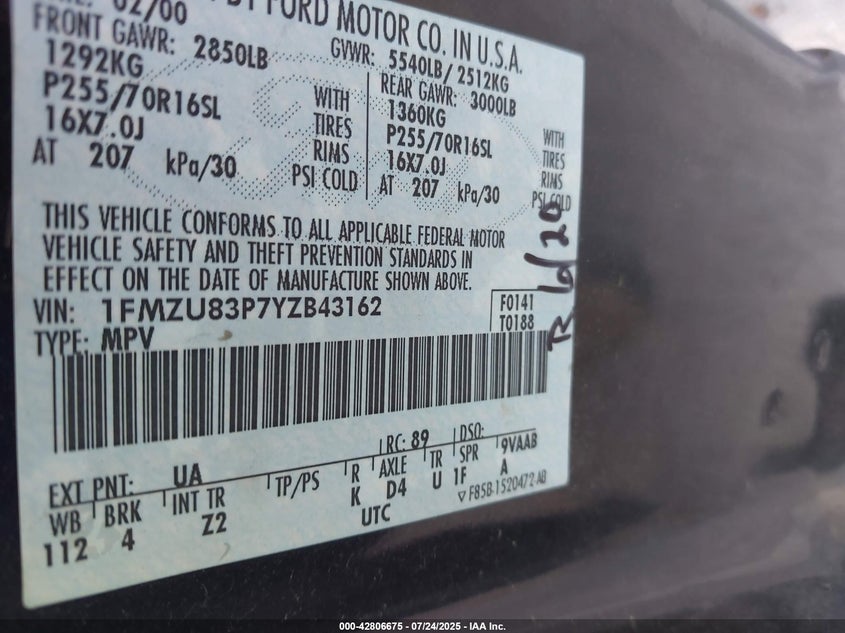 02/00
BY FORD MOTOR CO. IN U.S.A.
FRONT GAWR: 2850LB
GVWR: 5540LB/ 2512KG
1292KG
REAR GAWR: 3000LB
P255/70R16SL WITH
1360KG
16X7.0J TIRES
P255/70R16SL WITH
RIMS
16X7.0J TIRES
AT 207 kPa/30 PSI COLD
RIMS
AT 207 kPa/30 PSI COLD
THIS VEHICLE CONFORMS TO ALL APPLICABLE FEDERAL MOTOR
VEHICLE SAFETY AND THEFT PREVENTION STANDARDS IN
EFFECT ON THE DATE OF MANUFACTURE SHOWN ABOVE.
VIN: 1FMZU83P7YZB43162
F0141
T0188
TYPE: MPV
EXT PNT: UA
RC: 89 DSO:
WB BRK INT TR TP/PS R AXLE TR SPR 9VAAB
112 4 Z2 K D4 U 1F A
UTC
F85B-1520472-AB
000-42806675 / 07/24/2025 - IAA Inc.